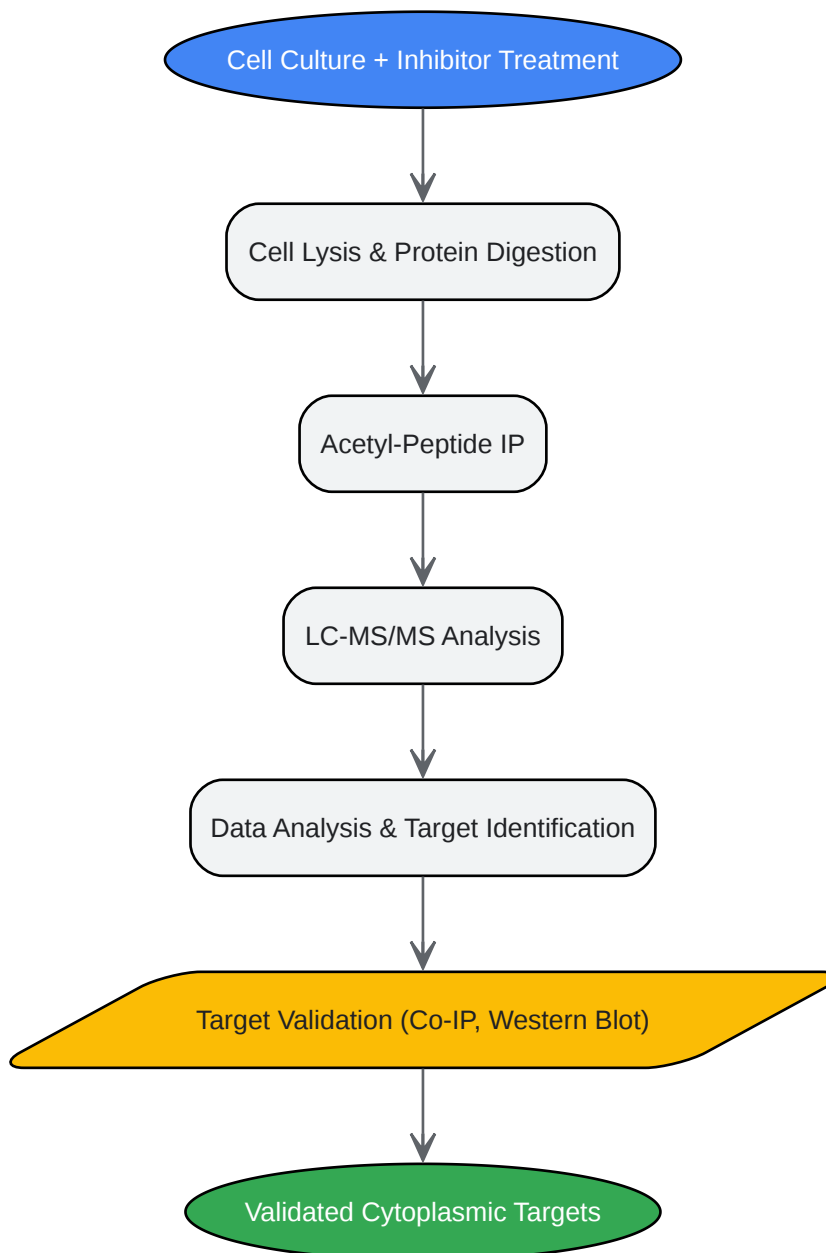 Cell Culture + Inhibitor Treatment
Cell Lysis & Protein Digestion
Acetyl-Peptide IP
LC-MS/MS Analysis
Data Analysis & Target Identification
Target Validation (Co-IP, Western Blot)
Validated Cytoplasmic Targets